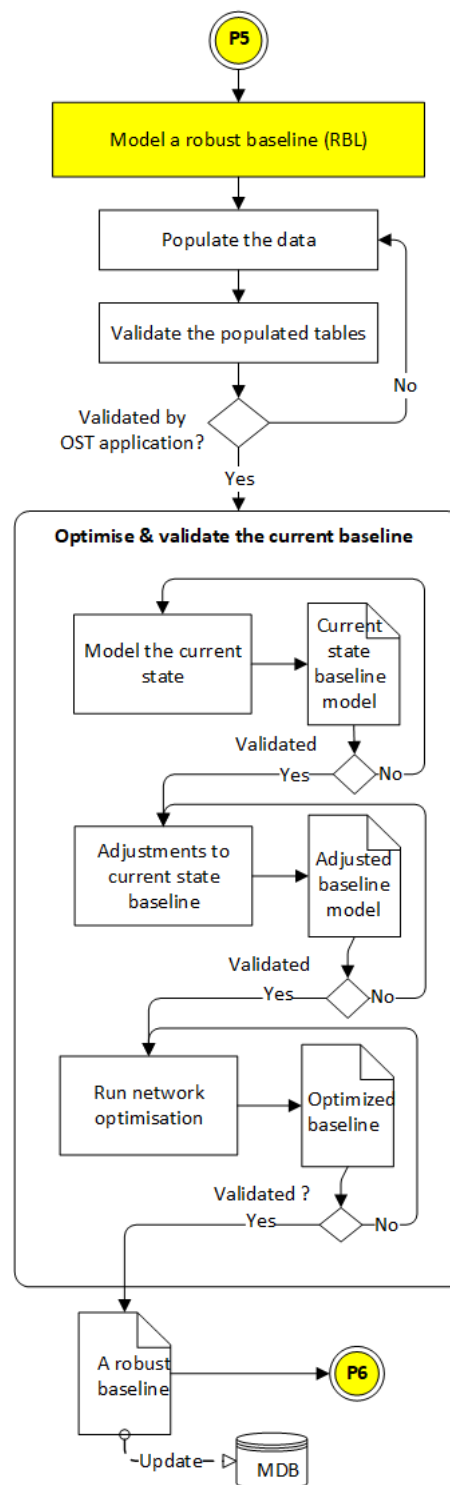 P5
Model a robust baseline (RBL)
Populate the data
Validate the populated tables
No
Validated by
OST application?
Yes
Optimise & validate the current baseline
Model the current
state
Current
state
baseline
model
Validated
Yes
No
Adjustments to
current state
baseline
Adjusted
baseline
model
Validated
Yes
No
Run network
optimisation
Optimized
baseline
Validated ?
Yes
No
A robust
baseline
P6
Update
MDB